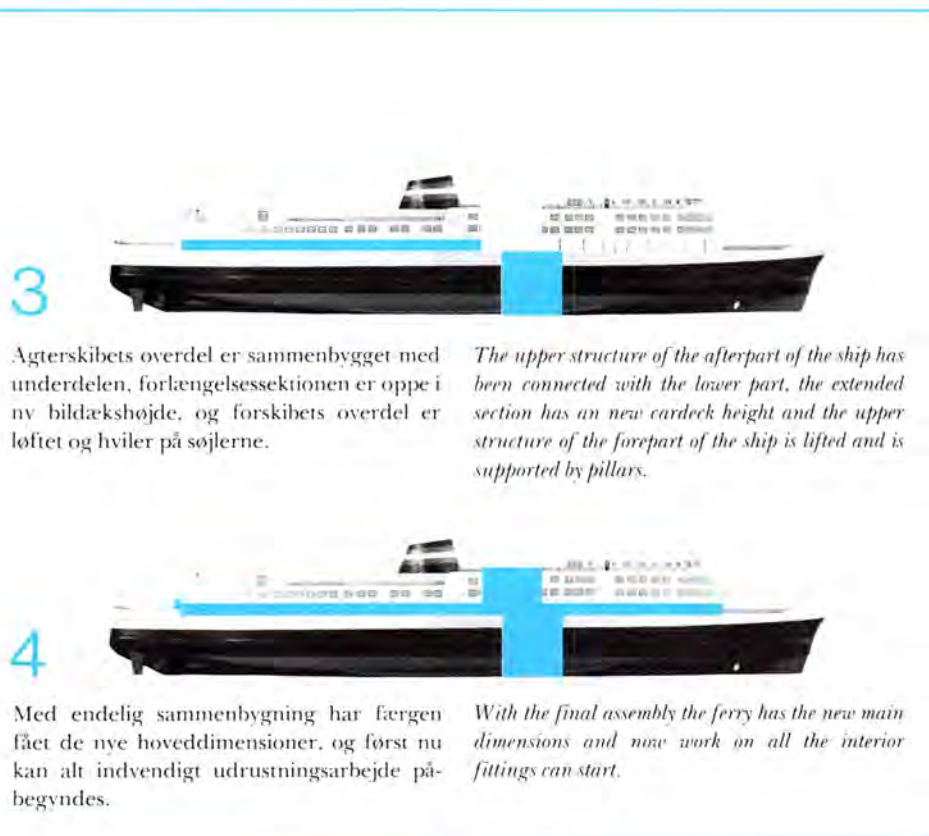 3
Agterskibets overdel er sammenbygget med
underdelen, forlængelsessektionen er oppe i
ny bildækshøjde, og forskibets overdel er
løftet og hviler på søjlerne.
The upper structure of the afterpart of the ship has
been connected with the lower part, the extended
section has an new cardeck height and the upper
structure of the forepart of the ship is lifted and is
supported by pillars.
4
Med endelig sammenbygning har færgen
fået de nye hoveddimensioner, og først nu
kan alt indvendigt udrustningsarbejde på-
begyndes.
With the final assembly the ferry has the new main
dimensions and now work on all the interior
fittings can start.